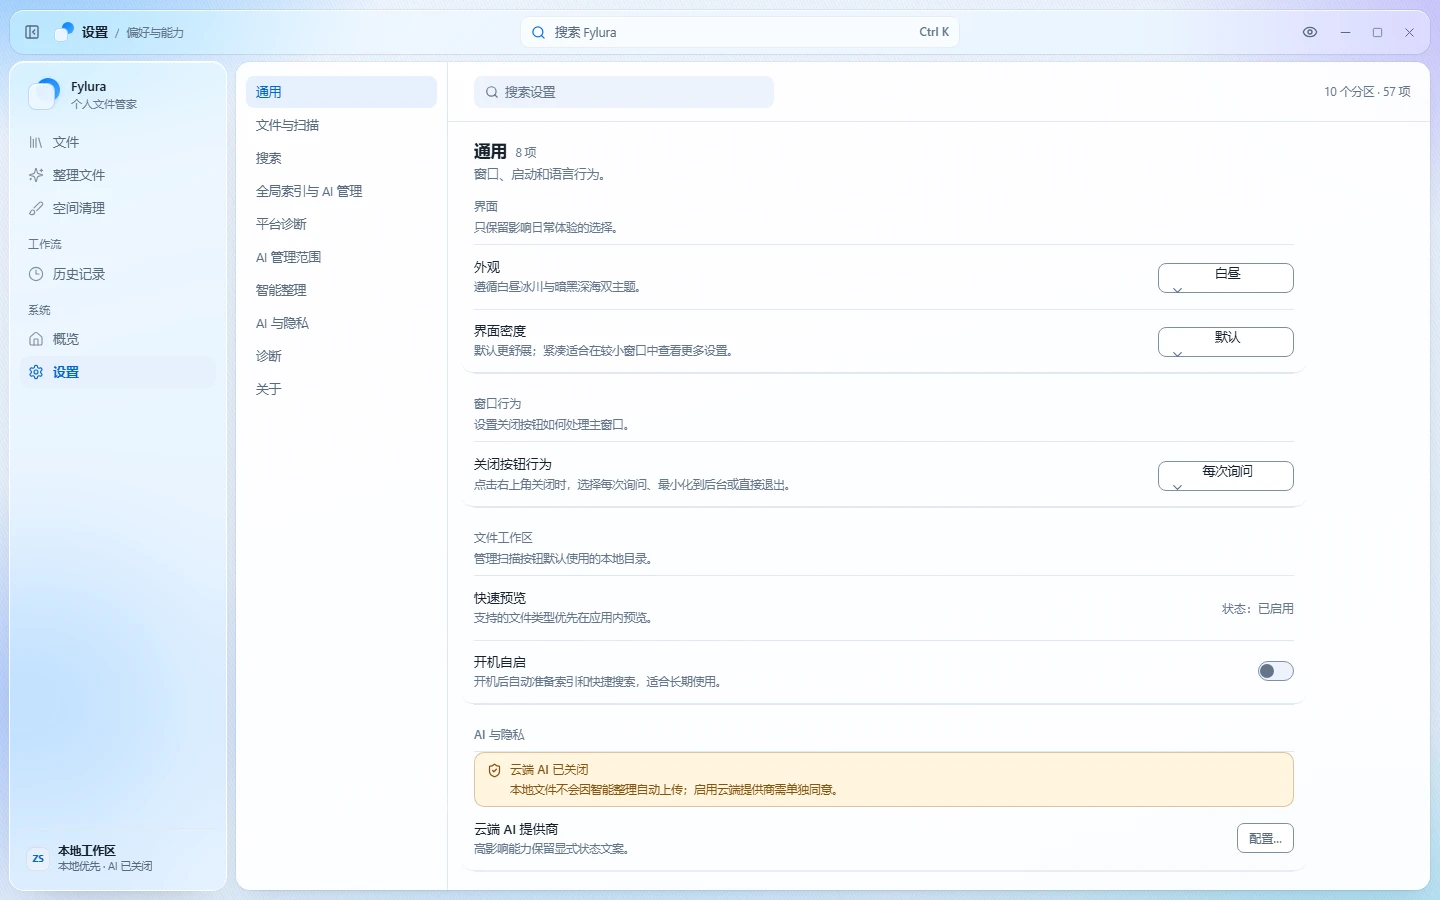 设置 / 偏好与能力
搜索 Fylura
Ctrl K
Fylura
个人文件管家
文件
整理文件
空间清理
工作流
历史记录
系统
概览
设置
ZS
本地工作区
本地优先 · AI 已关闭
通用
文件与扫描
搜索
全局索引与 AI 管理
平台诊断
AI 管理范围
智能整理
AI 与隐私
诊断
关于
搜索设置
10 个分区 · 57 项
通用 8 项
窗口、启动和语言行为。
界面
只保留影响日常体验的选择。
外观
遵循白昼冰川与暗黑深海双主题。
白昼
界面密度
默认更舒展；紧凑适合在较小窗口中查看更多设置。
默认
窗口行为
设置关闭按钮如何处理主窗口。
关闭按钮行为
点击右上角关闭时，选择每次询问、最小化到后台或直接退出。
每次询问
文件工作区
管理扫描按钮默认使用的本地目录。
快速预览
支持的文件类型优先在应用内预览。
状态：已启用
开机自启
开机后自动准备索引和快捷搜索，适合长期使用。
AI 与隐私
云端 AI 已关闭
本地文件不会因智能整理自动上传；启用云端提供商需单独同意。
云端 AI 提供商
高影响能力保留显式状态文案。
配置...